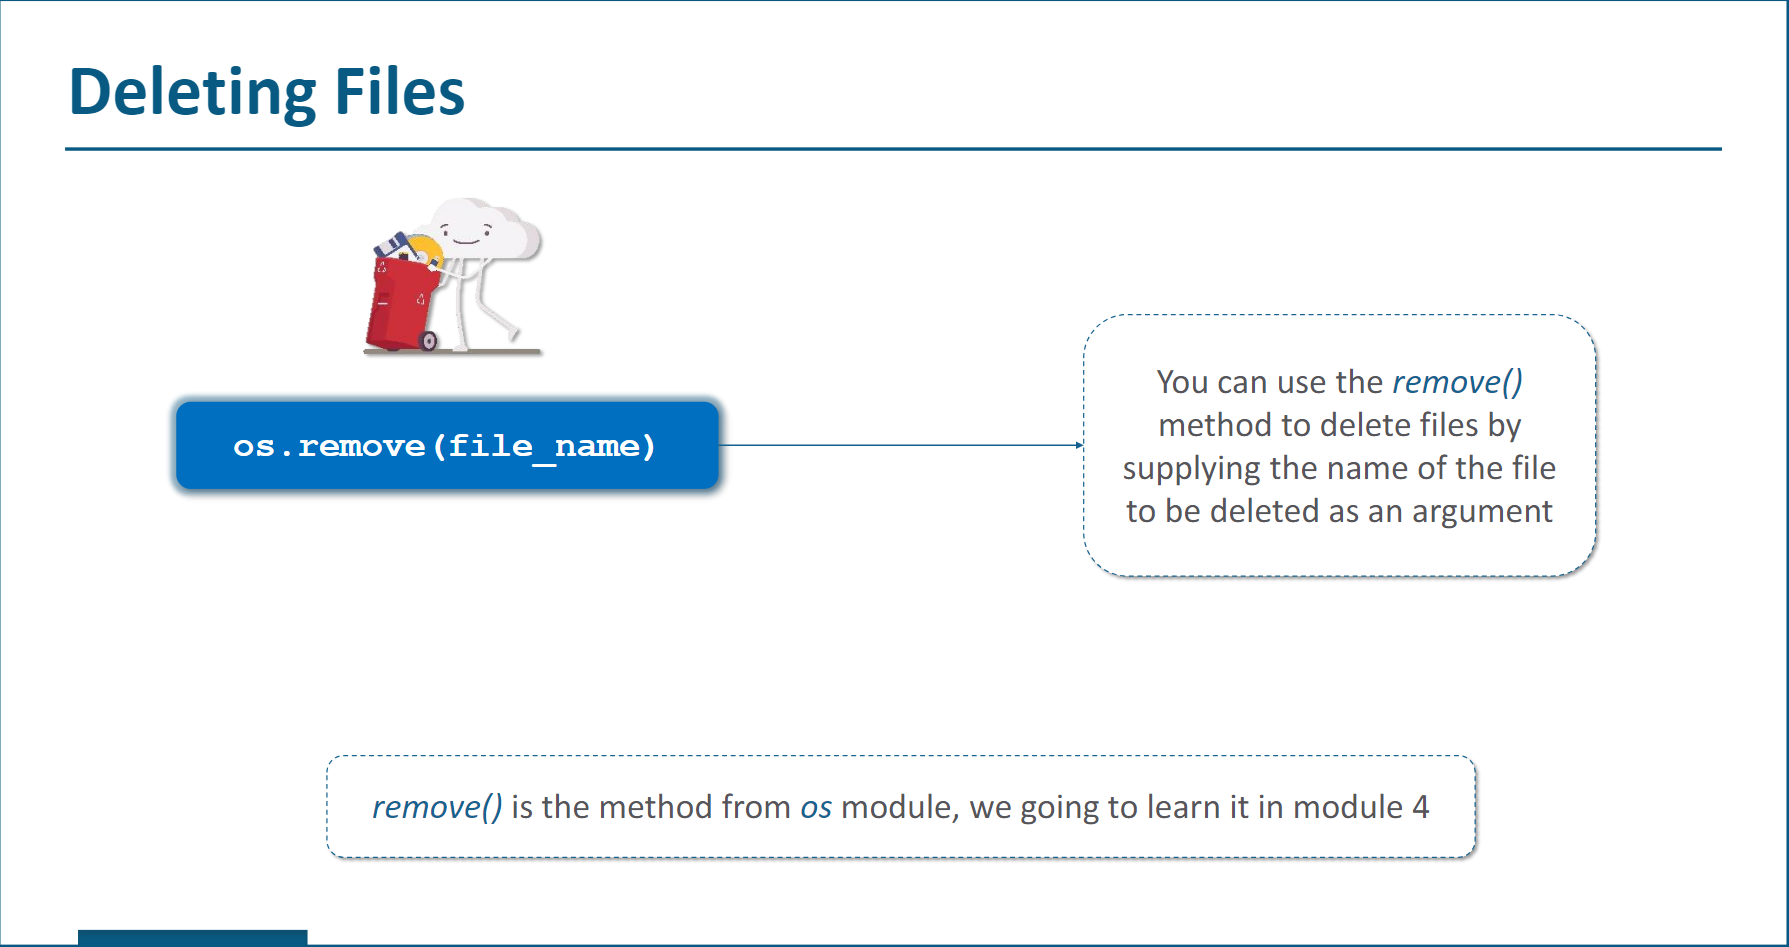 Deleting Files
os.remove(file_name)
You can use the remove()
method to delete files by
supplying the name of the file
to be deleted as an argument
remove() is the method from os module, we going to learn it in module 4